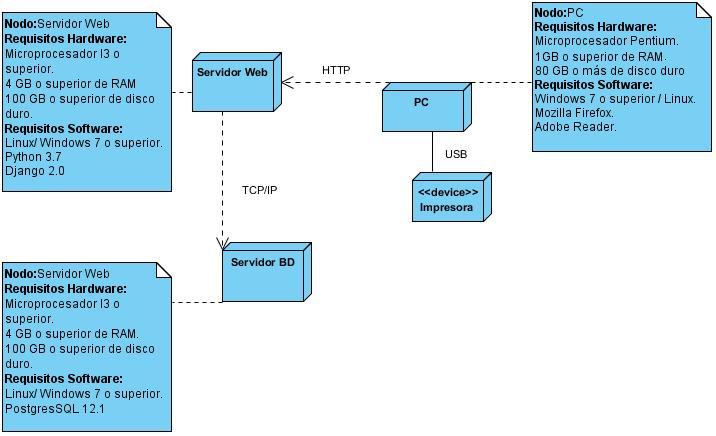 Nodo:Servidor Web
Requisitos Hardware:
Microprocesador I3 o
superior.
4 GB o superior de RAM
100 GB o superior de disco
duro.
Requisitos Software:
Linux/ Windows 7 o superior.
Python 3.7
Django 2.0
Servidor Web
HTTP
PC
Nodo:PC
Requisitos Hardware:
Microprocesador Pentium.
1GB o superior de RAM.
80 GB o más de disco duro
Requisitos Software:
Windows 7 o superior / Linux.
Mozilla Firefox.
Adobe Reader.
USB
<<device>>
Impresora
TCP/IP
Servidor BD
Nodo:Servidor Web
Requisitos Hardware:
Microprocesador I3 o
superior.
4 GB o superior de RAM.
100 GB o superior de disco
duro.
Requisitos Software:
Linux/ Windows 7 o superior.
PostgresSQL 12.1